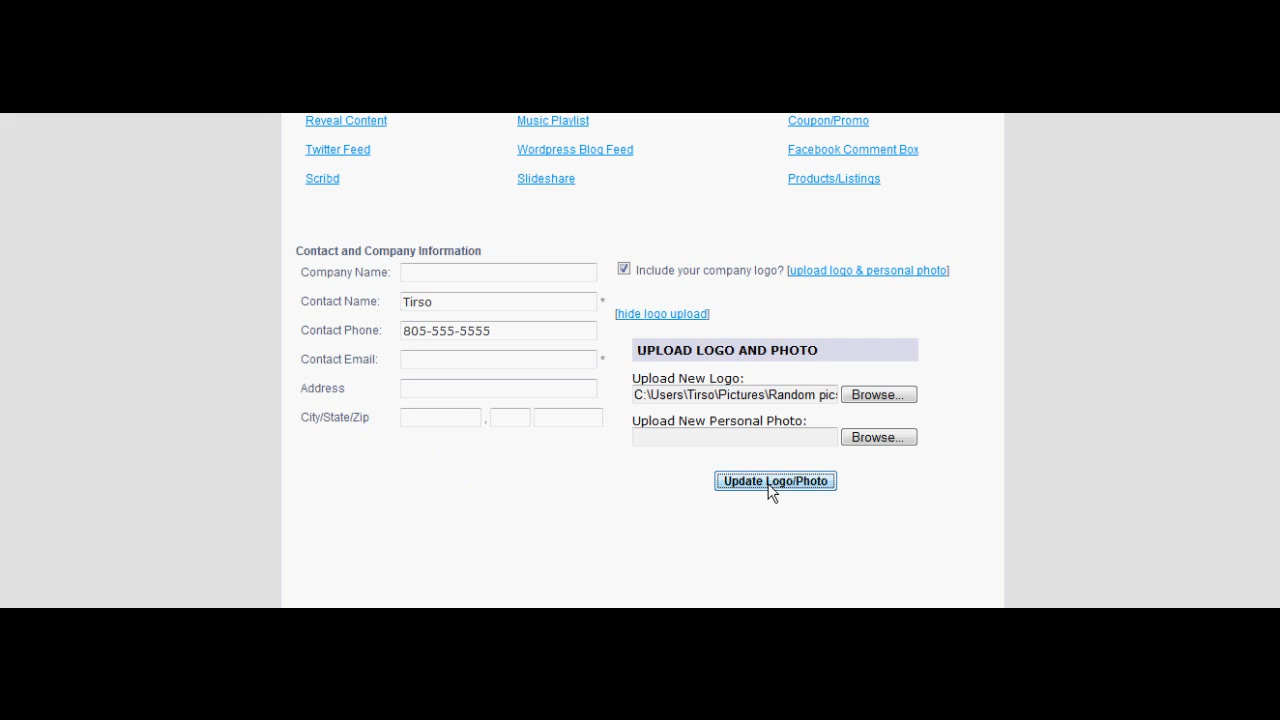 Reveal Content Music Playlist Coupon/Promo
Twitter Feed Wordpress Blog Feed Facebook Comment Box
Scribd Slideshare Products/Listings
Contact and Company Information
Company Name:
Include your company logo? [upload logo & personal photo]
Contact Name: Tirso *
[hide logo upload]
Contact Phone: 805-555-5555
UPLOAD LOGO AND PHOTO
Contact Email: *
Upload New Logo:
Address
C:\Users\Tirso\Pictures\Random pics Browse...
City/State/Zip ,
Upload New Personal Photo:
Browse...
Update Logo/Photo